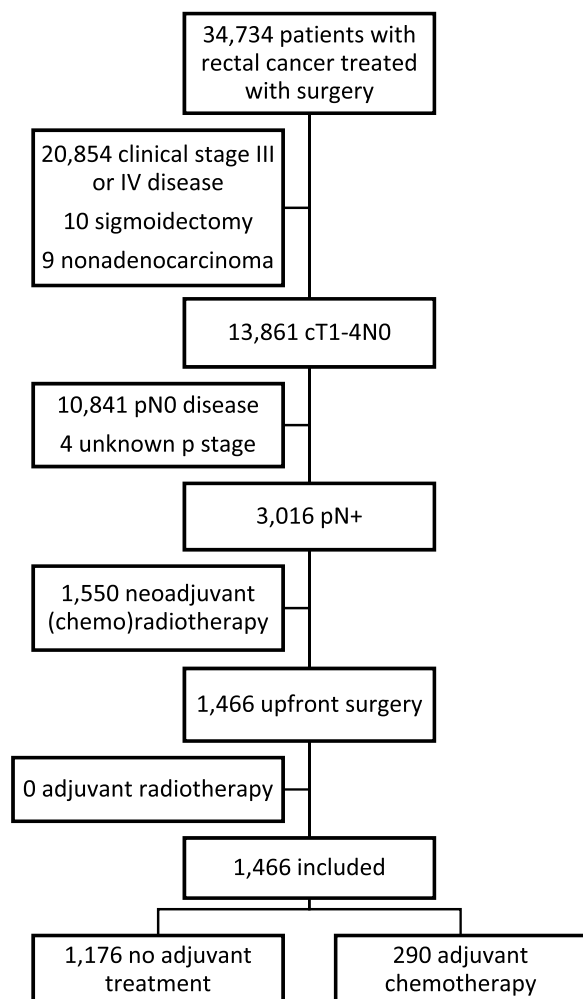 34,734 patients with
rectal cancer treated
with surgery
20,854 clinical stage III
or IV disease
10 sigmoidectomy
9 nonadenocarcinoma
13,861 cT1-4N0
10,841 pN0 disease
4 unknown p stage
3,016 pN+
1,550 neoadjuvant
(chemo)radiotherapy
1,466 upfront surgery
0 adjuvant radiotherapy
1,466 included
1,176 no adjuvant
treatment
290 adjuvant
chemotherapy